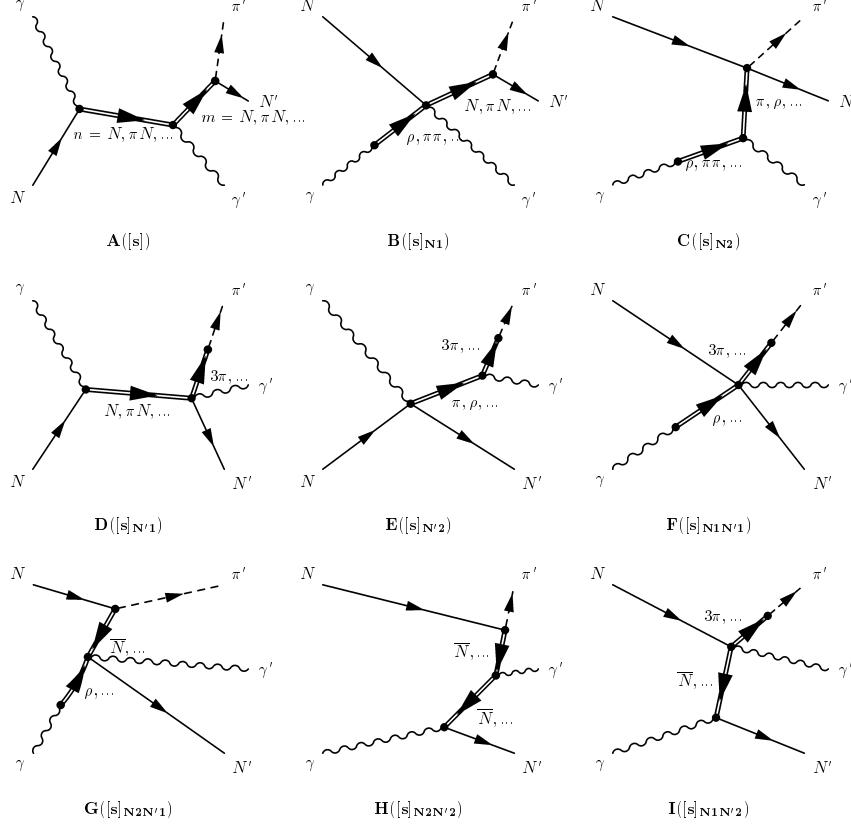 γ π′ N π′ N π′
N′ N′ N
n = N, πN, ... m = N, πN, ... ρ, ππ, ... N, πN, ... π, ρ, ...
ρ, ππ, ...
N γ′ γ γ′ γ γ′
A([s]) B([s]N1) C([s]N2)
γ π′ γ π′ N π′
3π, ... 3π, ... 3π, ...
γ′ γ′ γ′
N, πN, ... π, ρ, ... ρ, ...
N N′ N N′ γ N′
D([s]N′1) E([s]N′2) F([s]N1N′1)
N π′ N π′ N π′
3π, ...
N̅, ... N̅, ... N̅, ...
γ′ γ′ γ′
ρ, ... N̅, ...
γ N′ γ N′ γ N′
G([s]N2N′1) H([s]N2N′2) I([s]N1N′2)